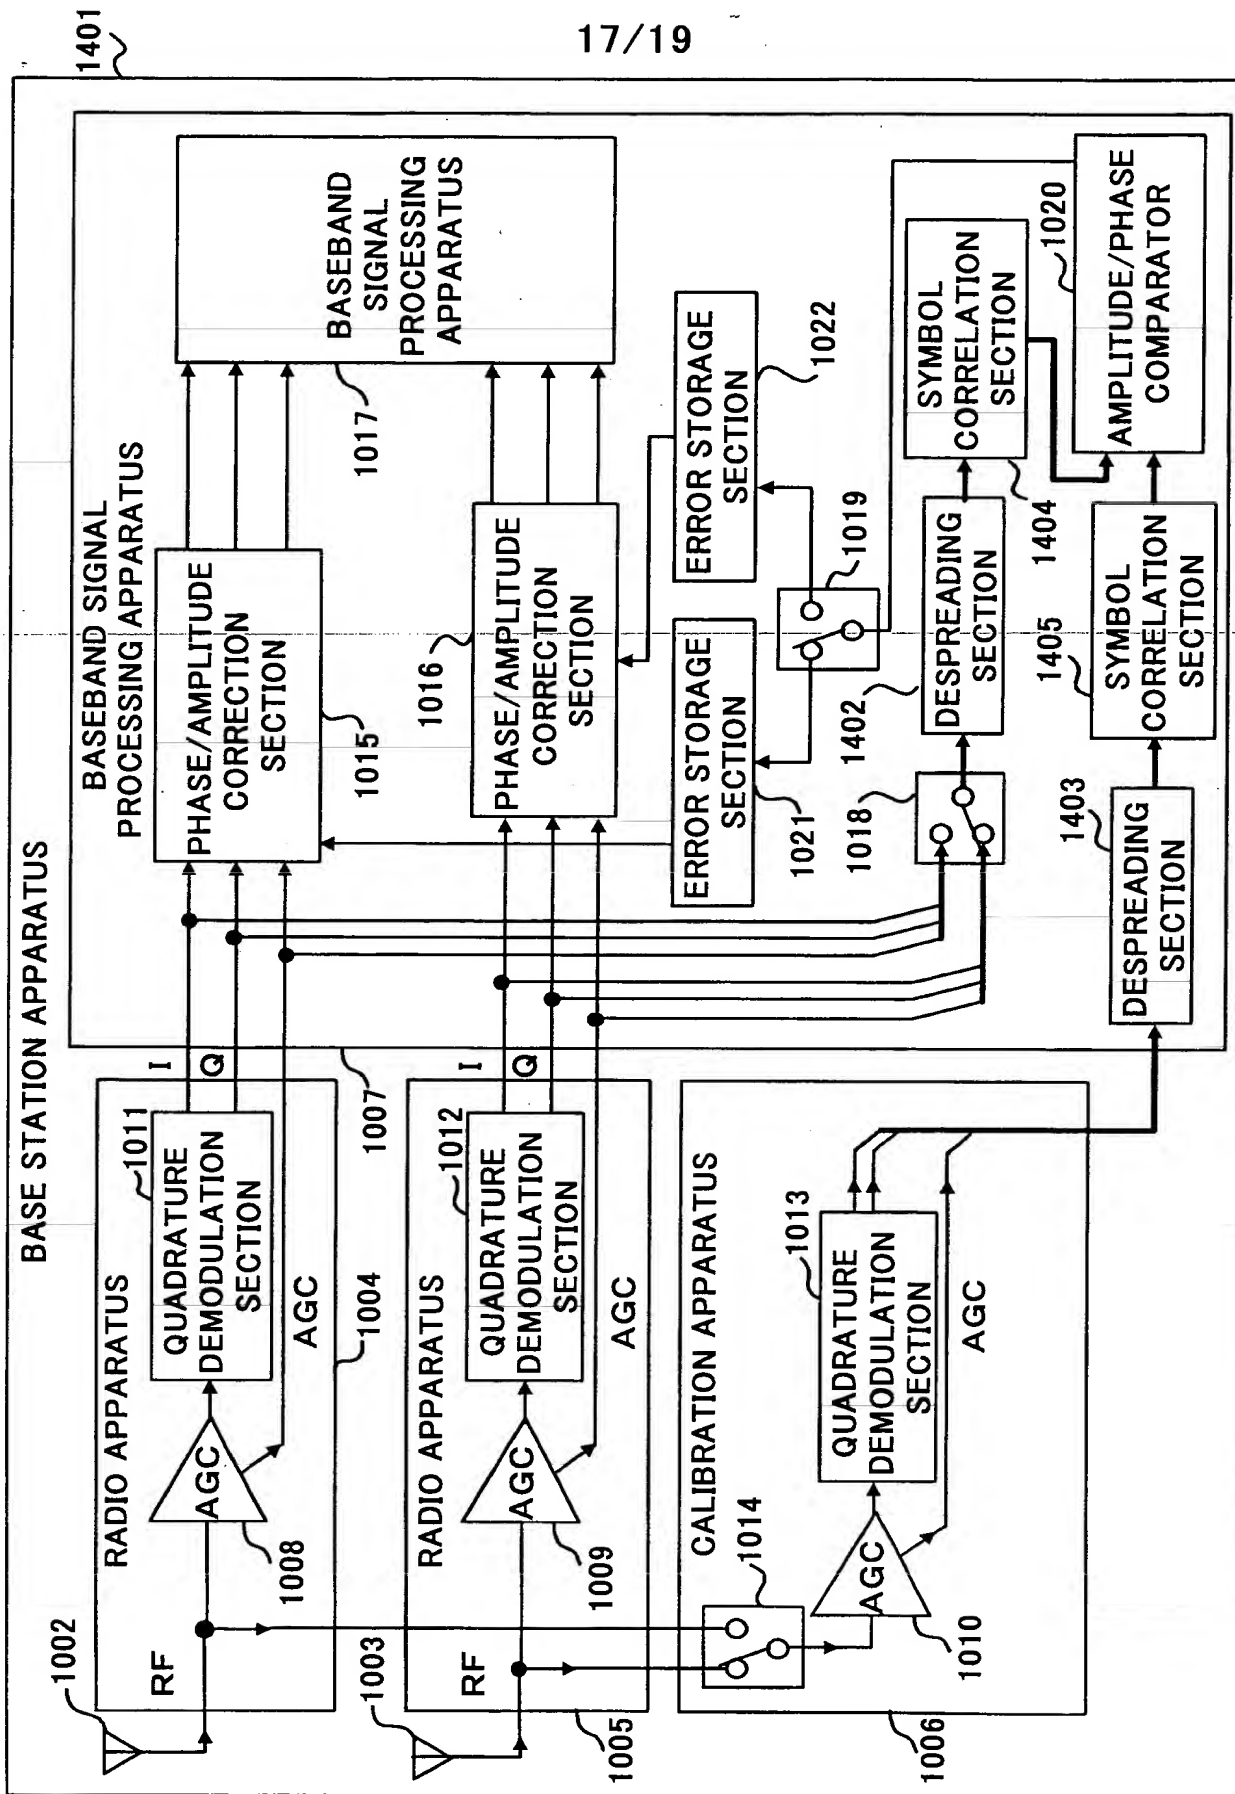 17/19
BASE STATION APPARATUS
1401
BASEBAND SIGNAL
PROCESSING APPARATUS
1007
RADIO APPARATUS
1004
1002
RF
AGC
1008
QUADRATURE
DEMODULATION
SECTION
1011
AGC
I
Q
PHASE/AMPLITUDE
CORRECTION
SECTION
1015
BASEBAND
SIGNAL
PROCESSING
APPARATUS
1017
RADIO APPARATUS
1005
1003
RF
AGC
1009
QUADRATURE
DEMODULATION
SECTION
1012
AGC
I
Q
PHASE/AMPLITUDE
CORRECTION
SECTION
1016
ERROR STORAGE
SECTION
1021
ERROR STORAGE
SECTION
1022
1019
CALIBRATION APPARATUS
1006
1014
AGC
1010
QUADRATURE
DEMODULATION
SECTION
1013
AGC
1018
DESPREADING
SECTION
1402
SYMBOL
CORRELATION
SECTION
1404
DESPREADING
SECTION
1403
SYMBOL
CORRELATION
SECTION
1405
AMPLITUDE/PHASE
COMPARATOR
1020